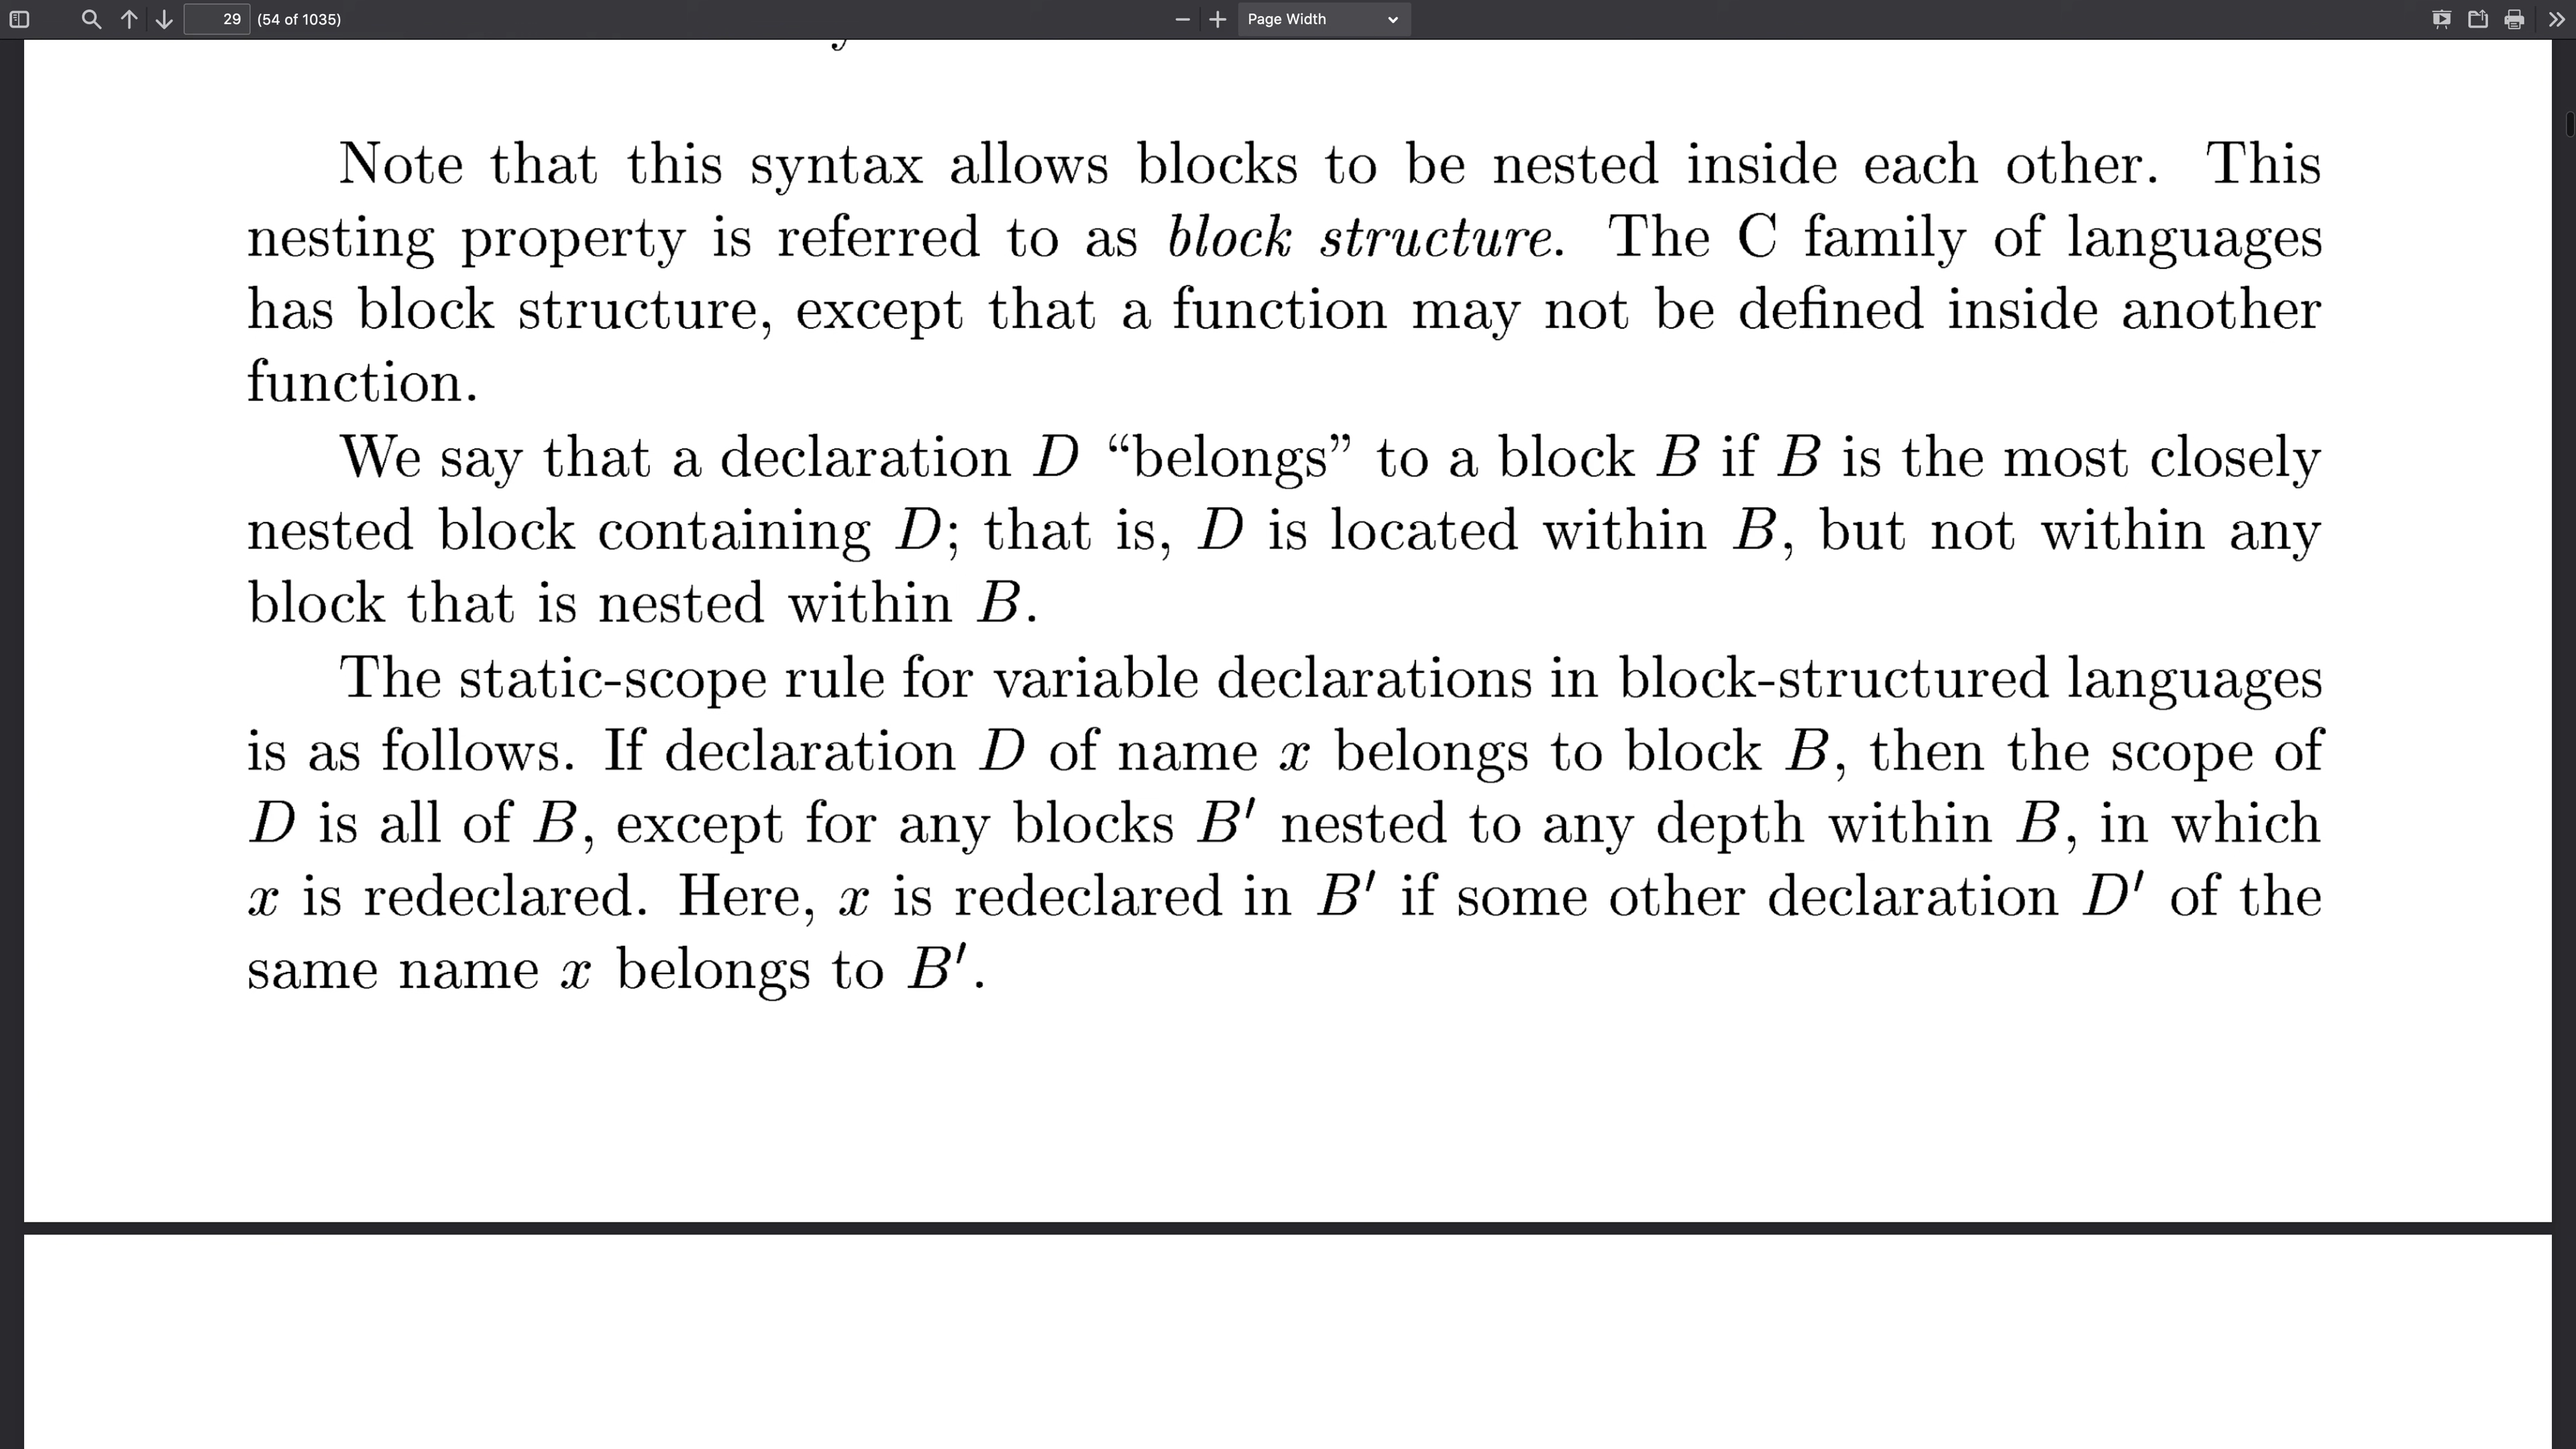 29 (54 of 1035) Page Width
Note that this syntax allows blocks to be nested inside each other. This
nesting property is referred to as block structure. The C family of languages
has block structure, except that a function may not be defined inside another
function.
We say that a declaration D “belongs” to a block B if B is the most closely
nested block containing D; that is, D is located within B, but not within any
block that is nested within B.
The static-scope rule for variable declarations in block-structured languages
is as follows. If declaration D of name x belongs to block B, then the scope of
D is all of B, except for any blocks B′ nested to any depth within B, in which
x is redeclared. Here, x is redeclared in B′ if some other declaration D′ of the
same name x belongs to B′.